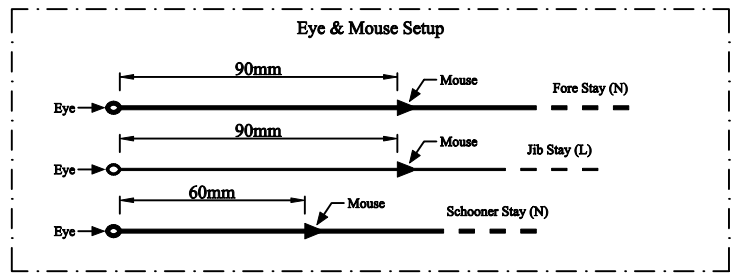 Eye & Mouse Setup
90mm
Mouse
Fore Stay (N)
Eye
90mm
Mouse
Jib Stay (L)
Eye
60mm
Mouse
Schooner Stay (N)
Eye